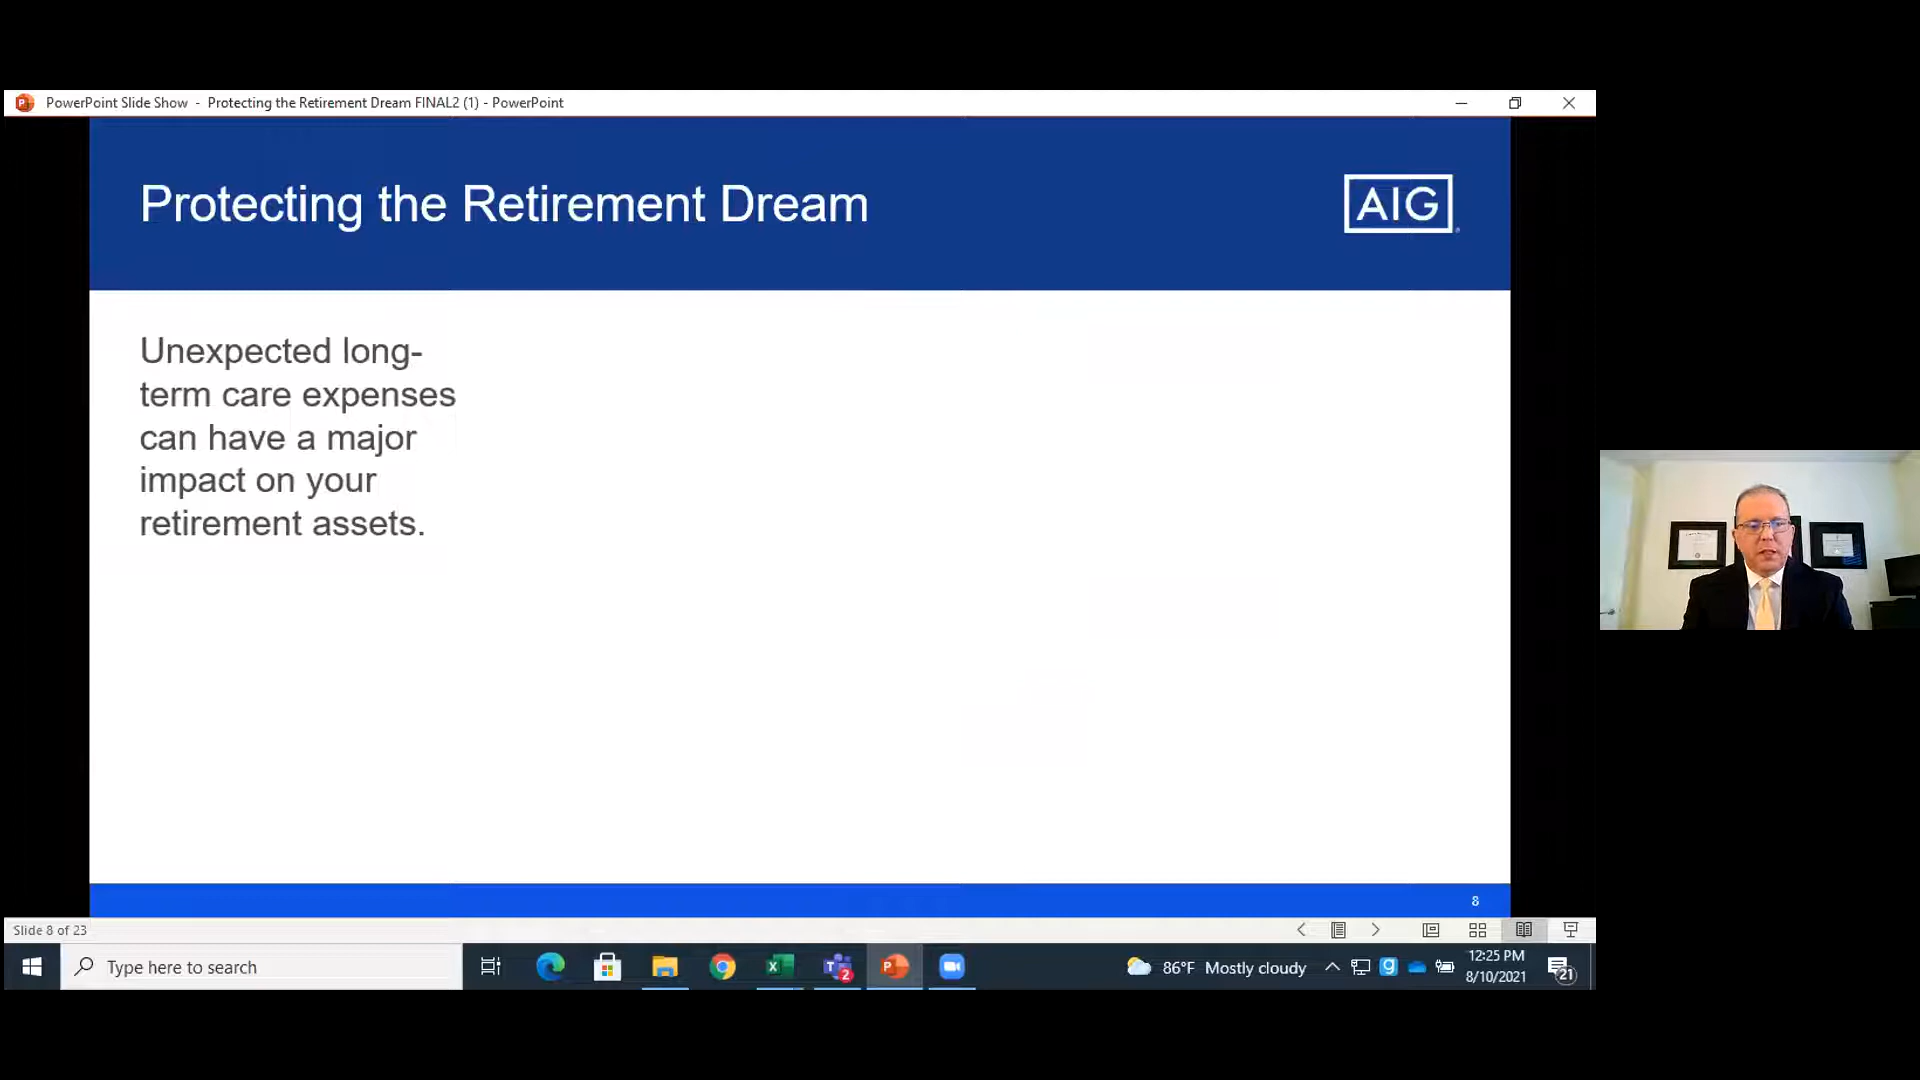 PowerPoint Slide Show - Protecting the Retirement Dream FINAL2 (1) - PowerPoint
Protecting the Retirement Dream
AIG
Unexpected long-
term care expenses
can have a major
impact on your
retirement assets.
8
Slide 8 of 23
Type here to search
86°F Mostly cloudy
12:25 PM
8/10/2021
21
2